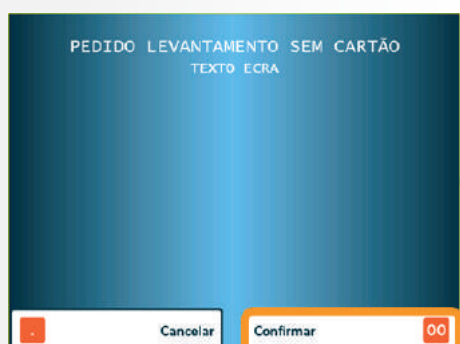 PEDIDO LEVANTAMENTO SEM CARTÃO
TEXTO ECRA
. Cancelar Confirmar 00